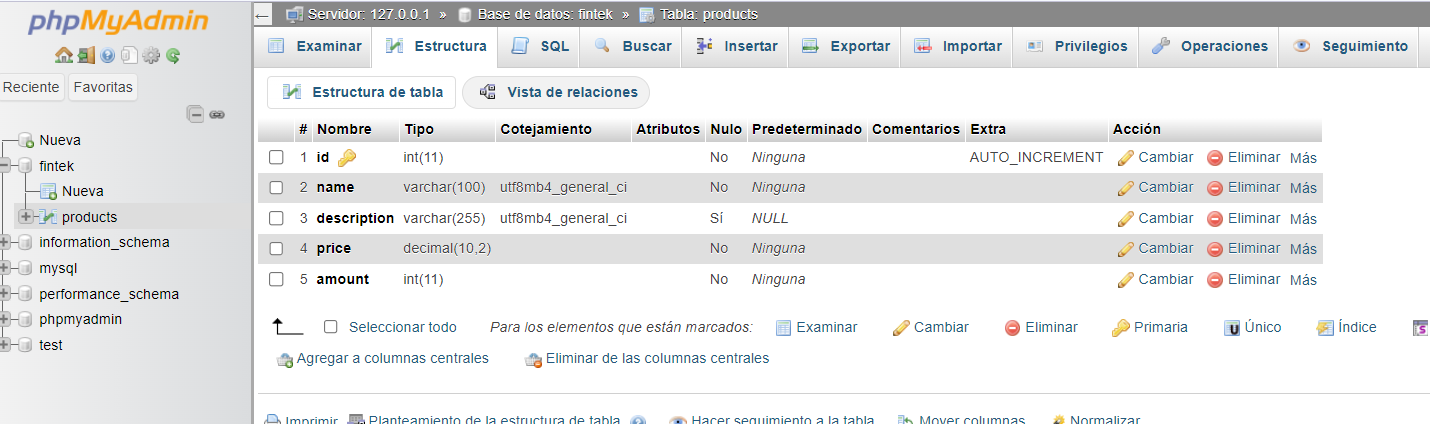 phpMyAdmin
Reciente Favoritas
Nueva
fintek
Nueva
products
information_schema
mysql
performance_schema
phpmyadmin
test
Servidor: 127.0.0.1 » Base de datos: fintek » Tabla: products
Examinar Estructura SQL Buscar Insertar Exportar Importar Privilegios Operaciones Seguimiento
Estructura de tabla Vista de relaciones
# Nombre Tipo Cotejamiento Atributos Nulo Predeterminado Comentarios Extra Acción
1 id int(11) No Ninguna AUTO_INCREMENT Cambiar Eliminar Más
2 name varchar(100) utf8mb4_general_ci No Ninguna Cambiar Eliminar Más
3 description varchar(255) utf8mb4_general_ci Sí NULL Cambiar Eliminar Más
4 price decimal(10,2) No Ninguna Cambiar Eliminar Más
5 amount int(11) No Ninguna Cambiar Eliminar Más
Seleccionar todo Para los elementos que están marcados: Examinar Cambiar Eliminar Primaria Único Índice
Agregar a columnas centrales Eliminar de las columnas centrales
Imprimir Planteamiento de la estructura de tabla Hacer seguimiento a la tabla Mover columnas Normalizar